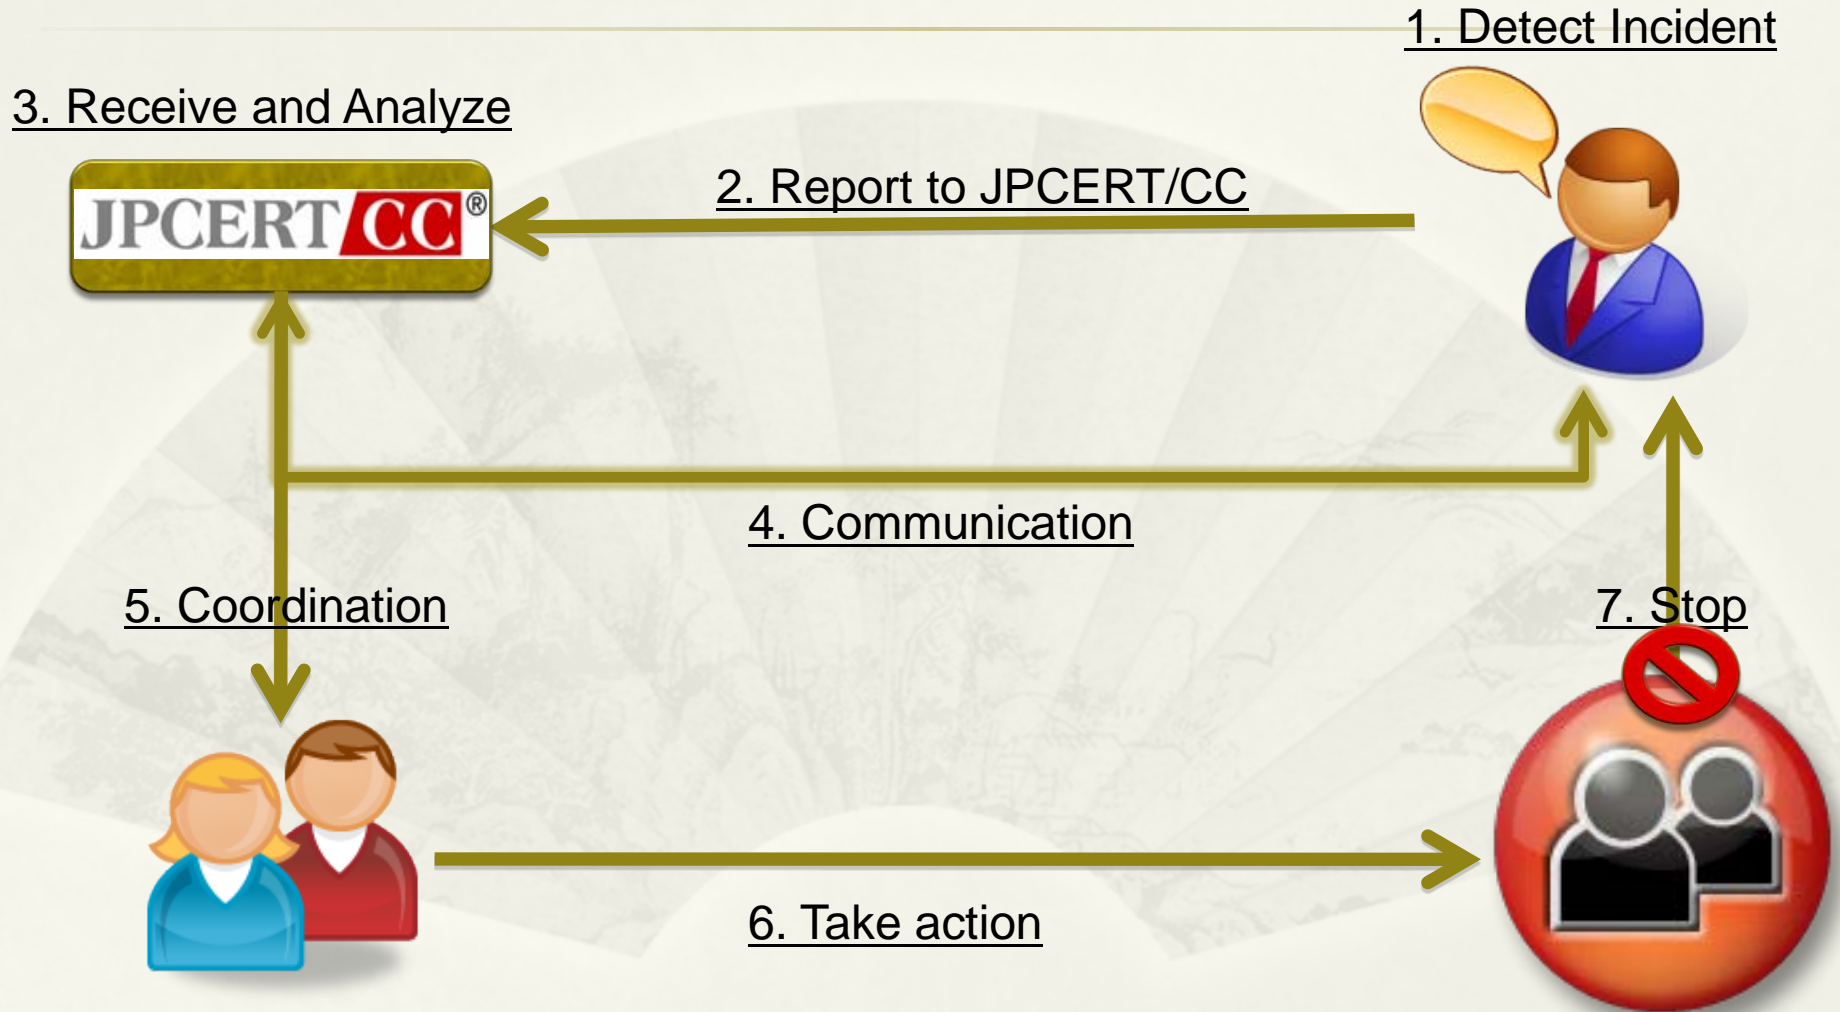 1. Detect Incident
3. Receive and Analyze
JPCERT CC®
2. Report to JPCERT/CC
4. Communication
5. Coordination
7. Stop
6. Take action